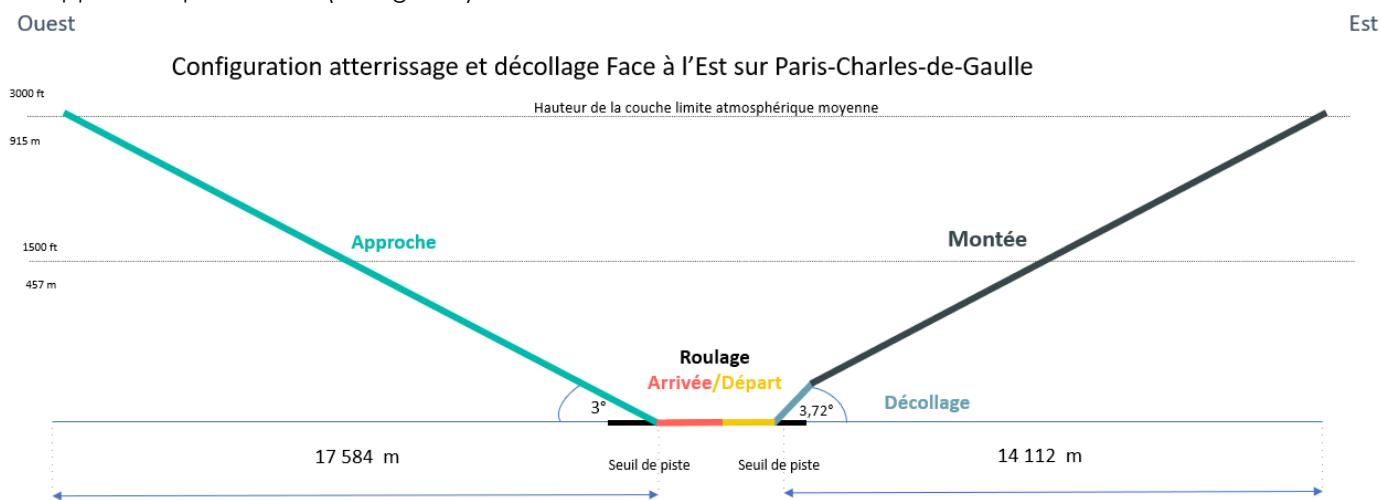 Ouest
Est
Configuration atterrissage et décollage Face à l’Est sur Paris-Charles-de-Gaulle
3000 ft
Hauteur de la couche limite atmosphérique moyenne
915 m
Approche
Montée
1500 ft
457 m
Roulage
Arrivée/Départ
3°
3,72°
Décollage
17 584 m
Seuil de piste
Seuil de piste
14 112 m